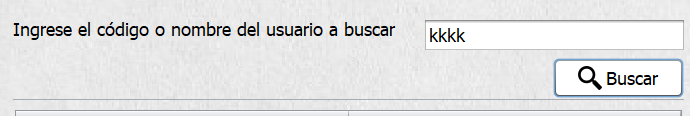 Ingrese el código o nombre del usuario a buscar
kkkk
Buscar